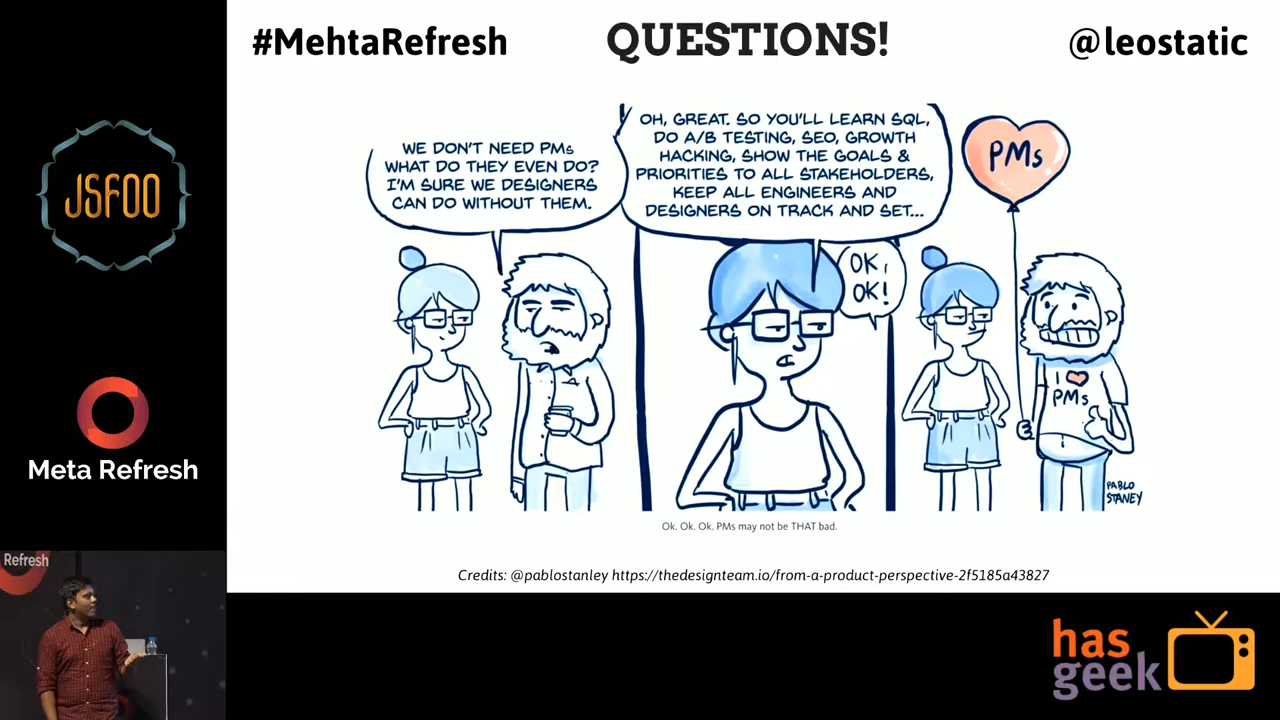 #MehtaRefresh
QUESTIONS!
@leostatic
JSFOO
Meta Refresh
Refresh
WE DON'T NEED PMs
WHAT DO THEY EVEN DO?
I'M SURE WE DESIGNERS
CAN DO WITHOUT THEM.
OH, GREAT. SO YOU'LL LEARN SQL,
DO A/B TESTING, SEO, GROWTH
HACKING, SHOW THE GOALS &
PRIORITIES TO ALL STAKEHOLDERS,
KEEP ALL ENGINEERS AND
DESIGNERS ON TRACK AND SET...
OK,
OK!
PMs
I
PMs
PABLO
STANEY
Ok. Ok. Ok. PMs may not be THAT bad.
Credits: @pablostanley https://thedesignteam.io/from-a-product-perspective-2f5185a43827
has
geek